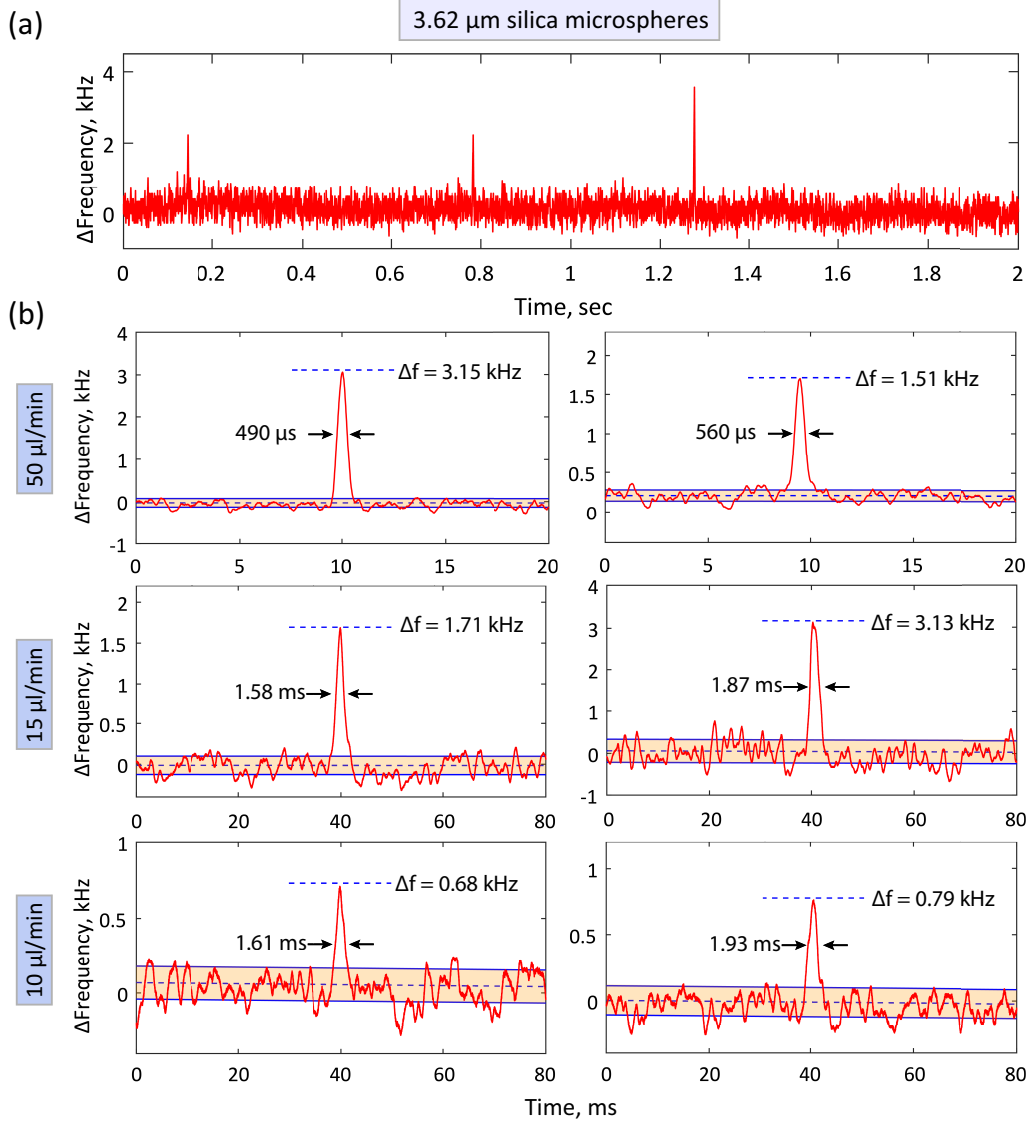 (a)
3.62 µm silica microspheres
ΔFrequency, kHz
4
2
0
0 0.2 0.4 0.6 0.8 1 1.2 1.4 1.6 1.8 2
Time, sec
(b)
50 µl/min
ΔFrequency, kHz
4
3
2
1
0
-1
Δf = 3.15 kHz
490 µs
0 5 10 15 20
2
1.5
1
0.5
0
Δf = 1.51 kHz
560 µs
0 5 10 15 20
15 µl/min
ΔFrequency, kHz
2
1.5
1
0.5
0
Δf = 1.71 kHz
1.58 ms
0 20 40 60 80
4
3
2
1
0
-1
Δf = 3.13 kHz
1.87 ms
0 20 40 60 80
10 µl/min
ΔFrequency, kHz
1
0.5
0
Δf = 0.68 kHz
1.61 ms
0 20 40 60 80
1
0.5
0
Δf = 0.79 kHz
1.93 ms
0 20 40 60 80
Time, ms